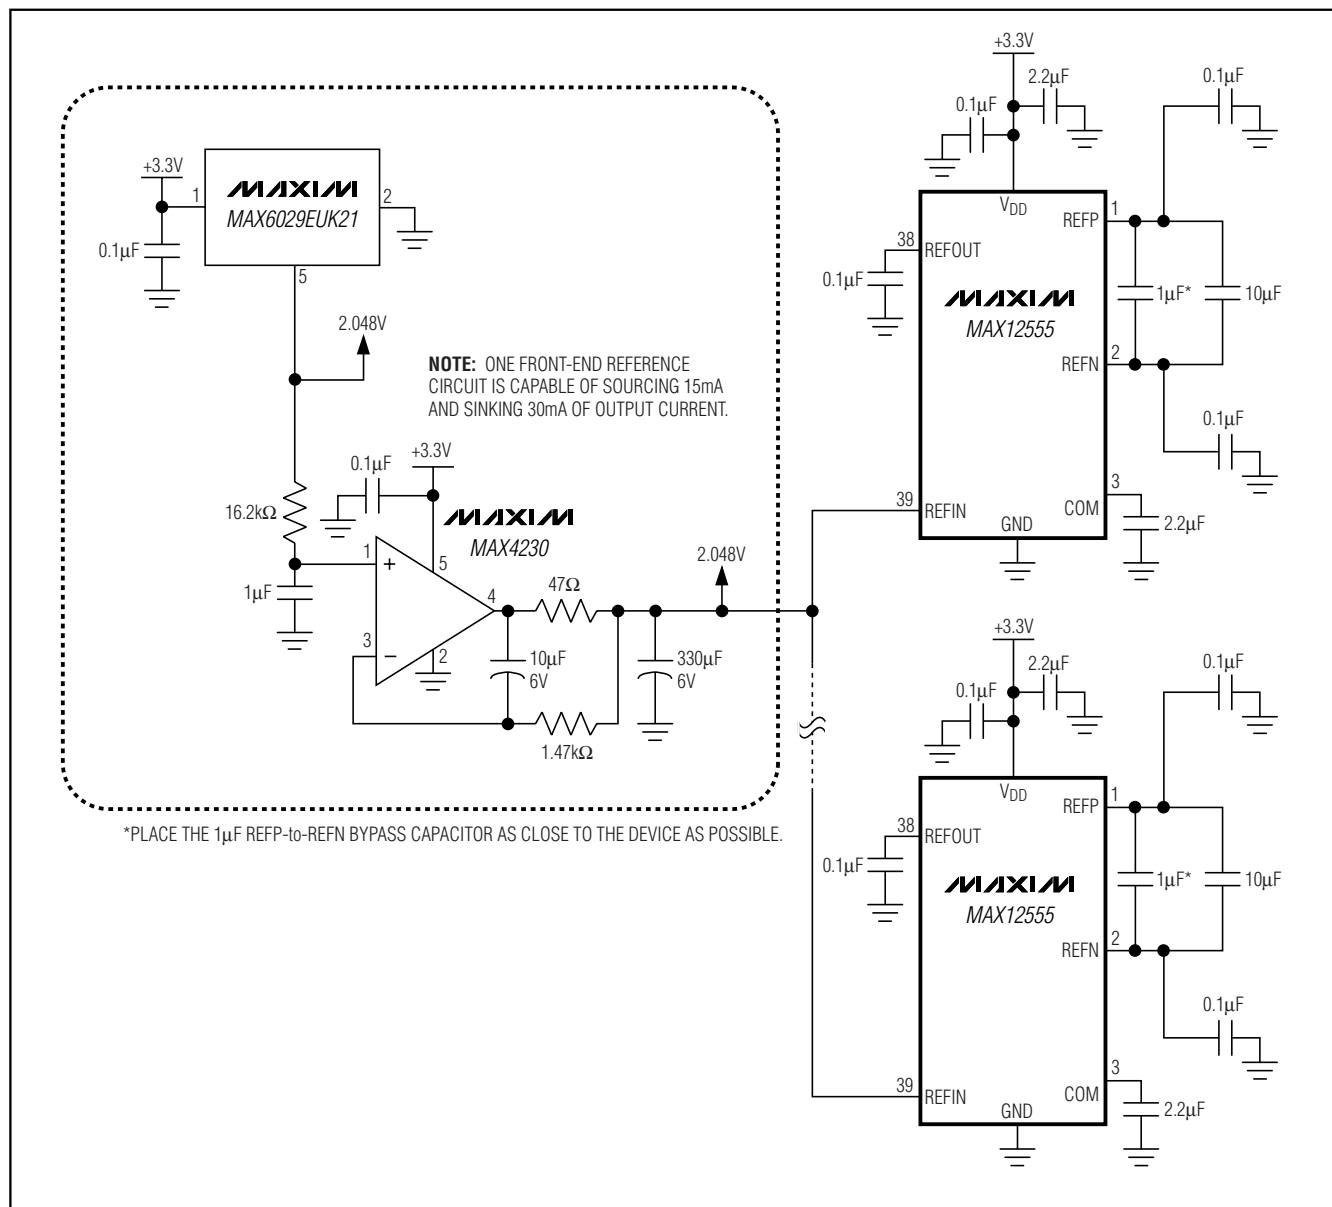 +3.3V
1
MAXIM
MAX6029EUK21
2
0.1µF
5
2.048V
NOTE: ONE FRONT-END REFERENCE
CIRCUIT IS CAPABLE OF SOURCING 15mA
AND SINKING 30mA OF OUTPUT CURRENT.
16.2kΩ
1µF
0.1µF
+3.3V
MAXIM
MAX4230
1
+
5
3
−
2
4
47Ω
10µF
6V
1.47kΩ
330µF
6V
2.048V
*PLACE THE 1µF REFP-to-REFN BYPASS CAPACITOR AS CLOSE TO THE DEVICE AS POSSIBLE.
+3.3V
2.2µF
0.1µF
0.1µF
VDD
REFP
1
38
REFOUT
0.1µF
MAXIM
MAX12555
1µF*
10µF
REFN
2
0.1µF
39
REFIN
GND
COM
3
2.2µF
+3.3V
2.2µF
0.1µF
0.1µF
VDD
REFP
1
38
REFOUT
0.1µF
MAXIM
MAX12555
1µF*
10µF
REFN
2
0.1µF
39
REFIN
GND
COM
3
2.2µF